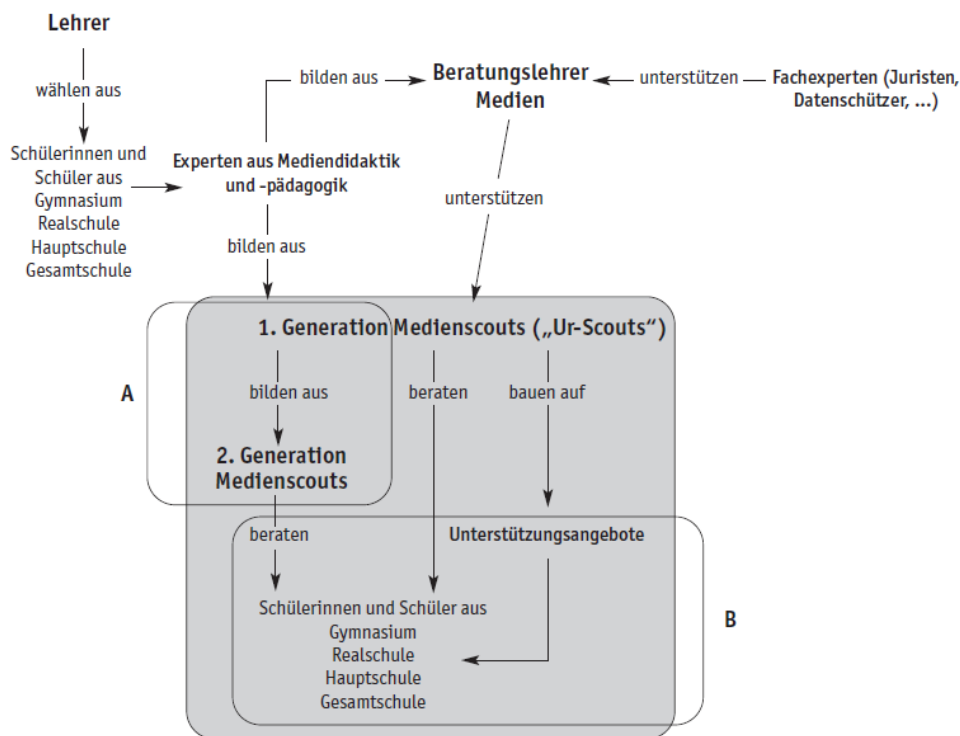 Lehrer
wählen aus
Schülerinnen und
Schüler aus
Gymnasium
Realschule
Hauptschule
Gesamtschule
bilden aus
Beratungslehrer
Medien
unterstützen
Fachexperten (Juristen,
Datenschützer, ...)
Experten aus Mediendidaktik
und -pädagogik
unterstützen
bilden aus
1. Generation Medienscouts („Ur-Scouts“)
A
bilden aus
beraten
bauen auf
2. Generation
Medienscouts
beraten
Unterstützungsangebote
Schülerinnen und Schüler aus
Gymnasium
Realschule
Hauptschule
Gesamtschule
B